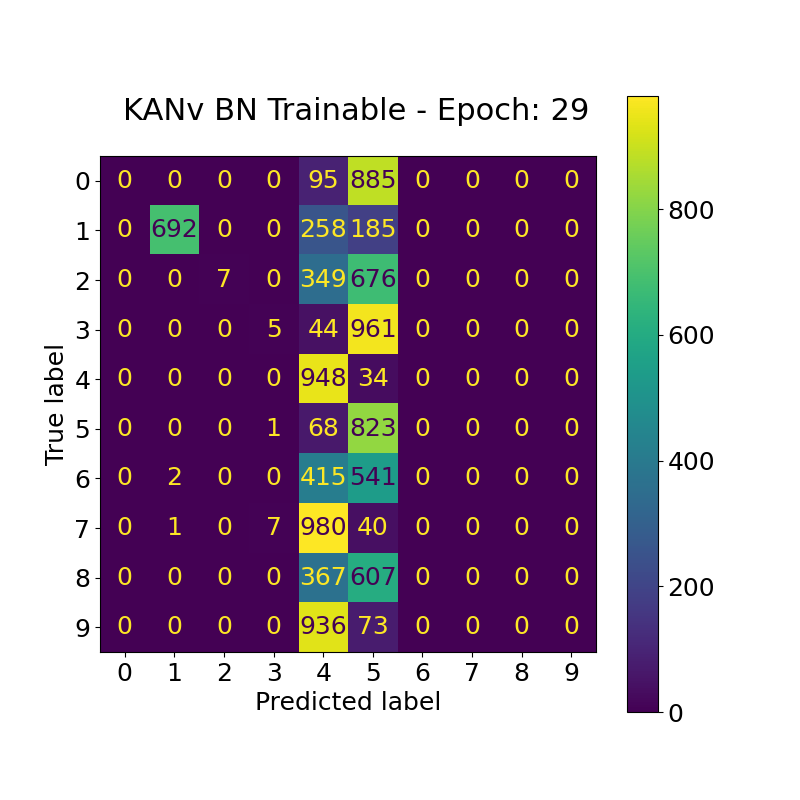 KANv BN Trainable - Epoch: 29
0 0 0 0 0 95 885 0 0 0 0
1 0 692 0 0 258 185 0 0 0 0
2 0 0 7 0 349 676 0 0 0 0
3 0 0 0 5 44 961 0 0 0 0
4 0 0 0 0 948 34 0 0 0 0
5 0 0 0 1 68 823 0 0 0 0
6 0 2 0 0 415 541 0 0 0 0
7 0 1 0 7 980 40 0 0 0 0
8 0 0 0 0 367 607 0 0 0 0
9 0 0 0 0 936 73 0 0 0 0
0 1 2 3 4 5 6 7 8 9
Predicted label
True label
800
600
400
200
0